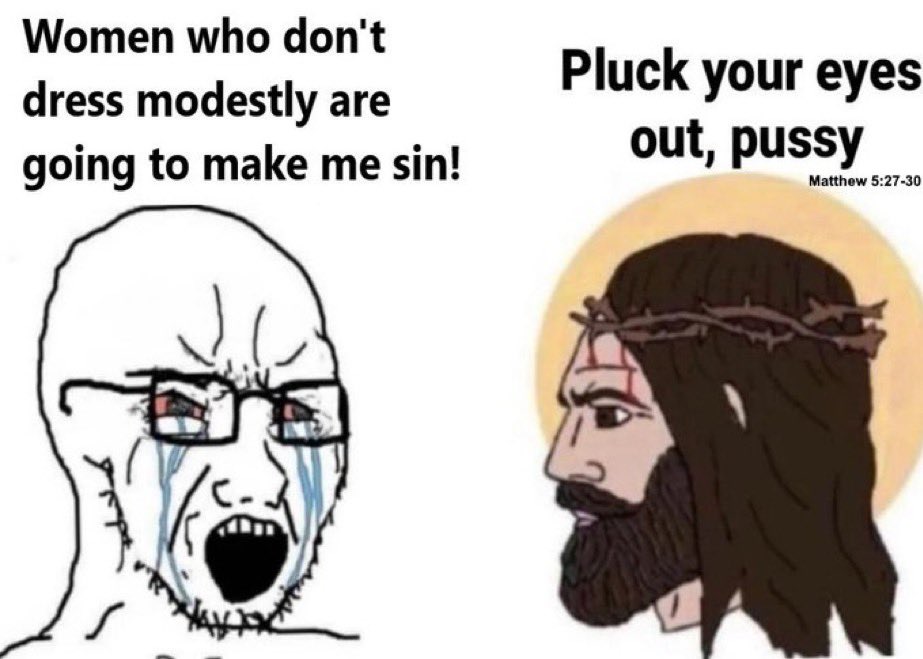 Women who don't
dress modestly are
going to make me sin!
Pluck your eyes
out, pussy
Matthew 5:27-30